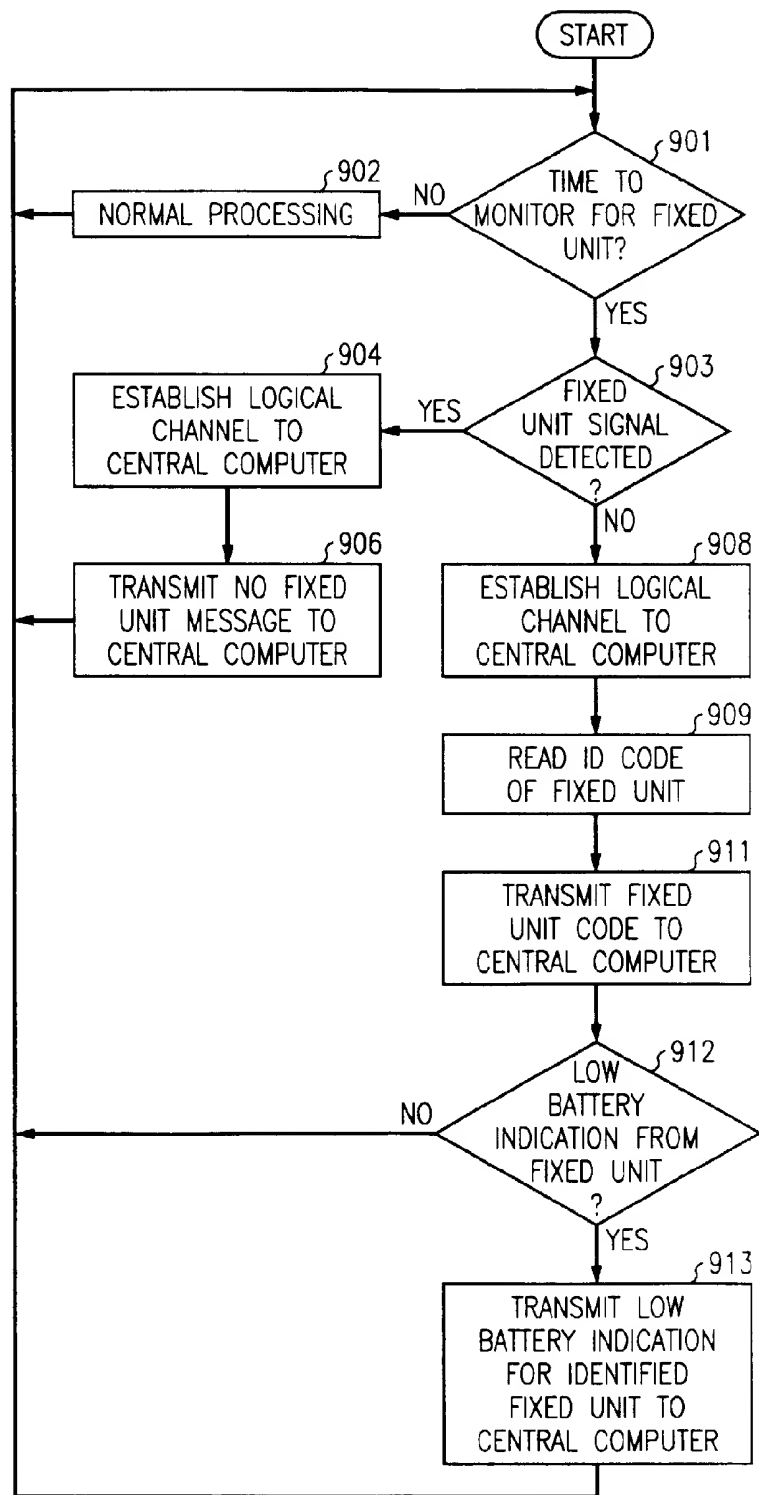 START
901
TIME TO
MONITOR FOR FIXED
UNIT?
NO
902
NORMAL PROCESSING
YES
903
FIXED
UNIT SIGNAL
DETECTED
?
YES
904
ESTABLISH LOGICAL
CHANNEL TO
CENTRAL COMPUTER
906
TRANSMIT NO FIXED
UNIT MESSAGE TO
CENTRAL COMPUTER
NO
908
ESTABLISH LOGICAL
CHANNEL TO
CENTRAL COMPUTER
909
READ ID CODE
OF FIXED UNIT
911
TRANSMIT FIXED
UNIT CODE TO
CENTRAL COMPUTER
912
LOW
BATTERY
INDICATION FROM
FIXED UNIT
?
NO
YES
913
TRANSMIT LOW
BATTERY INDICATION
FOR IDENTIFIED
FIXED UNIT TO
CENTRAL COMPUTER